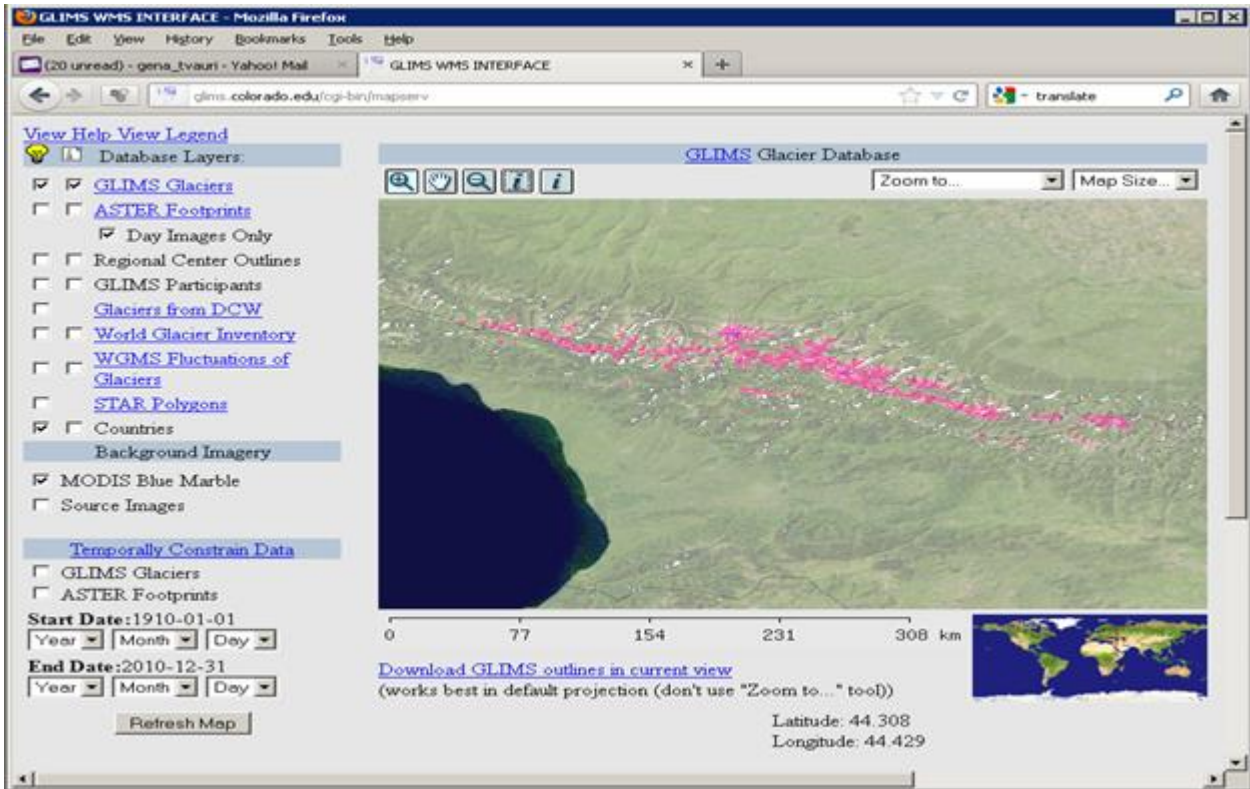 GLIMS WMS INTERFACE - Mozilla Firefox
File Edit View History Bookmarks Tools Help
(20 unread) - gena_tvauri - Yahoo! Mail × GLIMS WMS INTERFACE × +
glims.colorado.edu/cgi-bin/mapserv translate
View Help View Legend
Database Layers:
GLIMS Glaciers
ASTER Footprints
Day Images Only
Regional Center Outlines
GLIMS Participants
Glaciers from DCW
World Glacier Inventory
WGMS Fluctuations of
Glaciers
STAR Polygons
Countries
Background Imagery
MODIS Blue Marble
Source Images
Temporally Constrain Data
GLIMS Glaciers
ASTER Footprints
Start Date:1910-01-01
Year Month Day
End Date:2010-12-31
Year Month Day
Refresh Map
GLIMS Glacier Database
i i Zoom to... Map Size...
0 77 154 231 308 km
Download GLIMS outlines in current view
(works best in default projection (don't use "Zoom to..." tool))
Latitude: 44.308
Longitude: 44.429